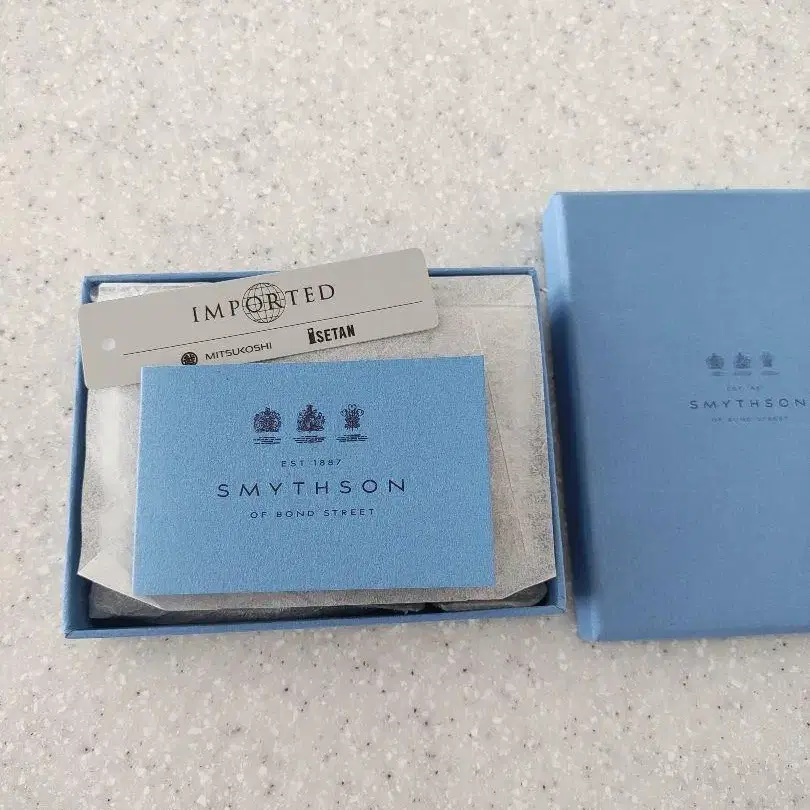 IMPORTED
MITSUKOSHI ISETAN
EST 1887
SMYTHSON
OF BOND STREET
SMYTHSON
OF BOND STREET